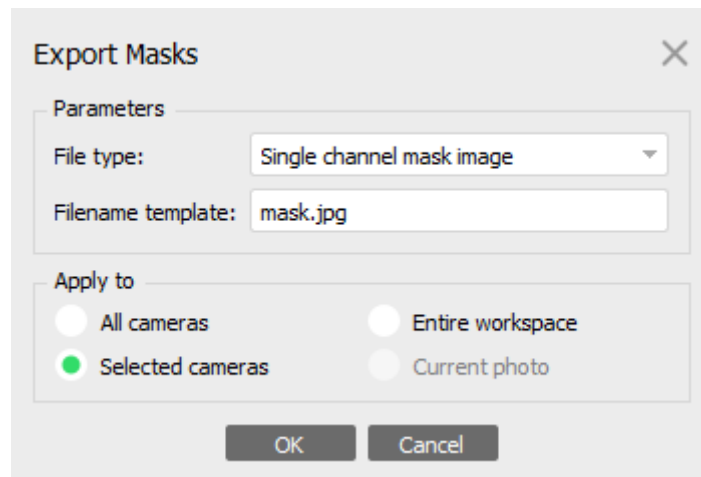 Export Masks
Parameters
File type: Single channel mask image
Filename template: mask.jpg
Apply to
All cameras Entire workspace
Selected cameras Current photo
OK Cancel